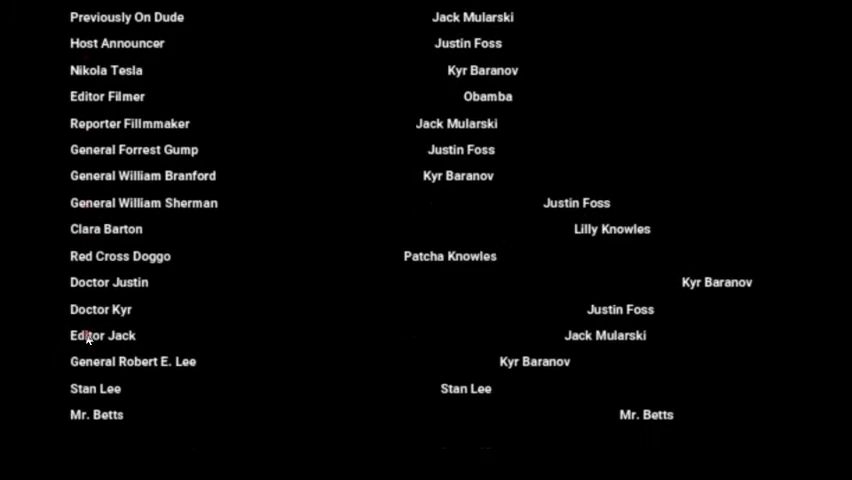 Previously On Dude Jack Mularski
Host Announcer Justin Foss
Nikola Tesla Kyr Baranov
Editor Filmer Obamba
Reporter Fillmmaker Jack Mularski
General Forrest Gump Justin Foss
General William Branford Kyr Baranov
General William Sherman Justin Foss
Clara Barton Lilly Knowles
Red Cross Doggo Patcha Knowles
Doctor Justin Kyr Baranov
Doctor Kyr Justin Foss
Editor Jack Jack Mularski
General Robert E. Lee Kyr Baranov
Stan Lee Stan Lee
Mr. Betts Mr. Betts